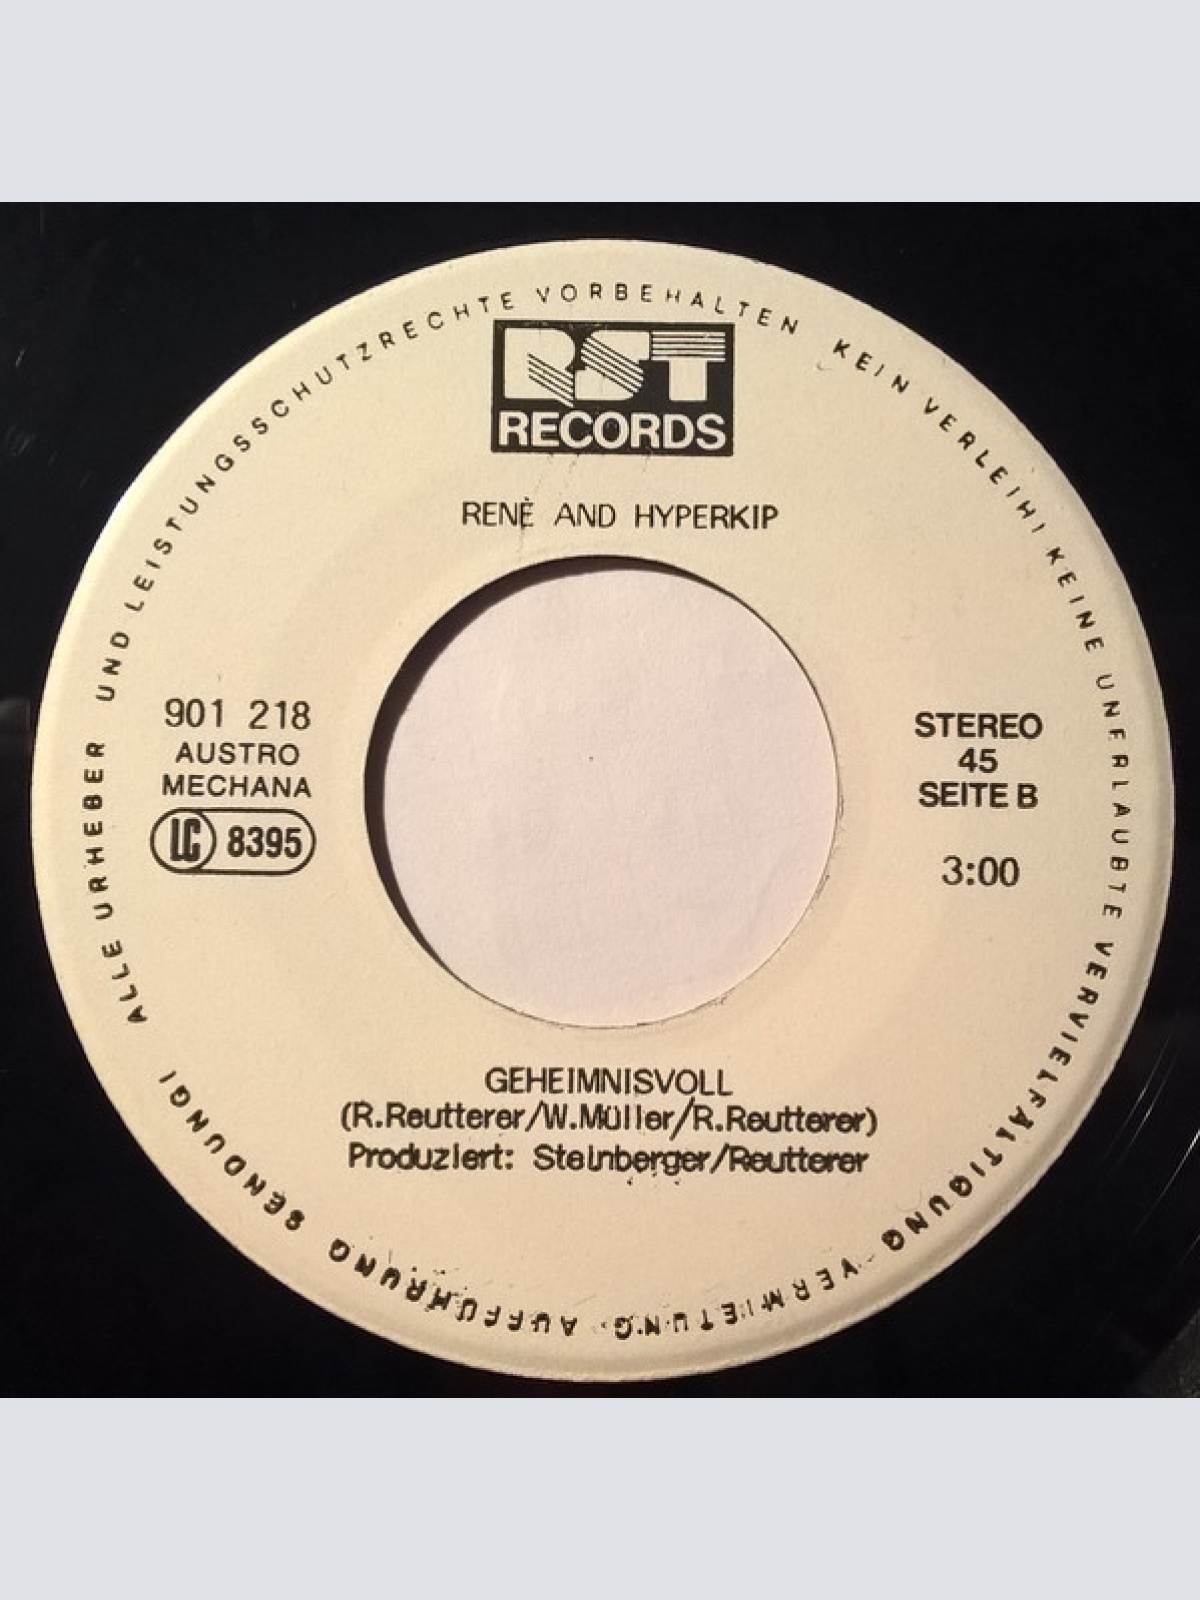 ALLE URHEBER UND LEISTUNGSSCHUTZRECHTE VORBEHALTEN KEIN VERLEIH! KEINE UNERLAUBTE VERVIELFÄLTIGUNG VERMIETUNG. AUFFÜHRUNG SENDUNG!
RST
RECORDS
RENÈ AND HYPERKIP
901 218
AUSTRO
MECHANA
LC 8395
STEREO
45
SEITE B
3:00
GEHEIMNISVOLL
(R.Reutterer/W.Müller/R.Reutterer)
Produziert: Steinberger/Reutterer